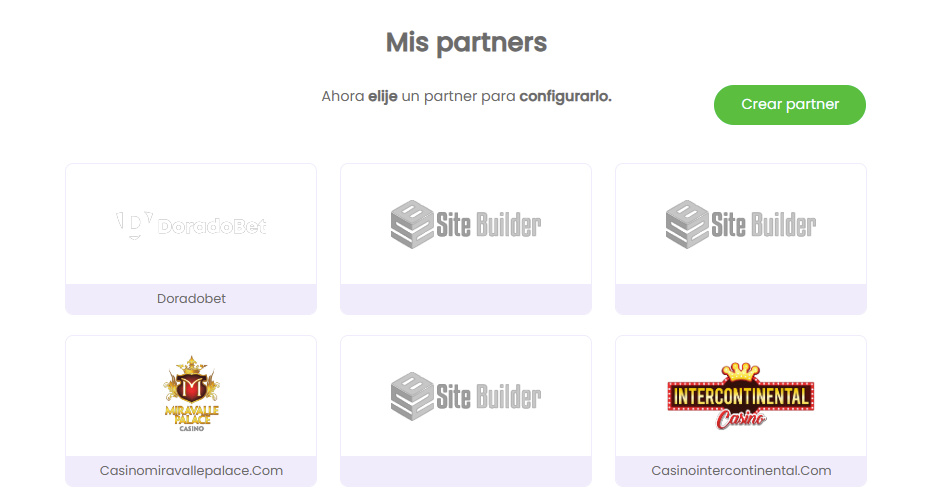 Mis partners
Ahora elije un partner para configurarlo.
Crear partner
DoradoBet
Site Builder
Site Builder
Doradobet
MIRAVALLE
PALACE
CASINO
Site Builder
INTERCONTINENTAL
Casino
Casinomiravallepalace.Com
Casinointercontinental.Com